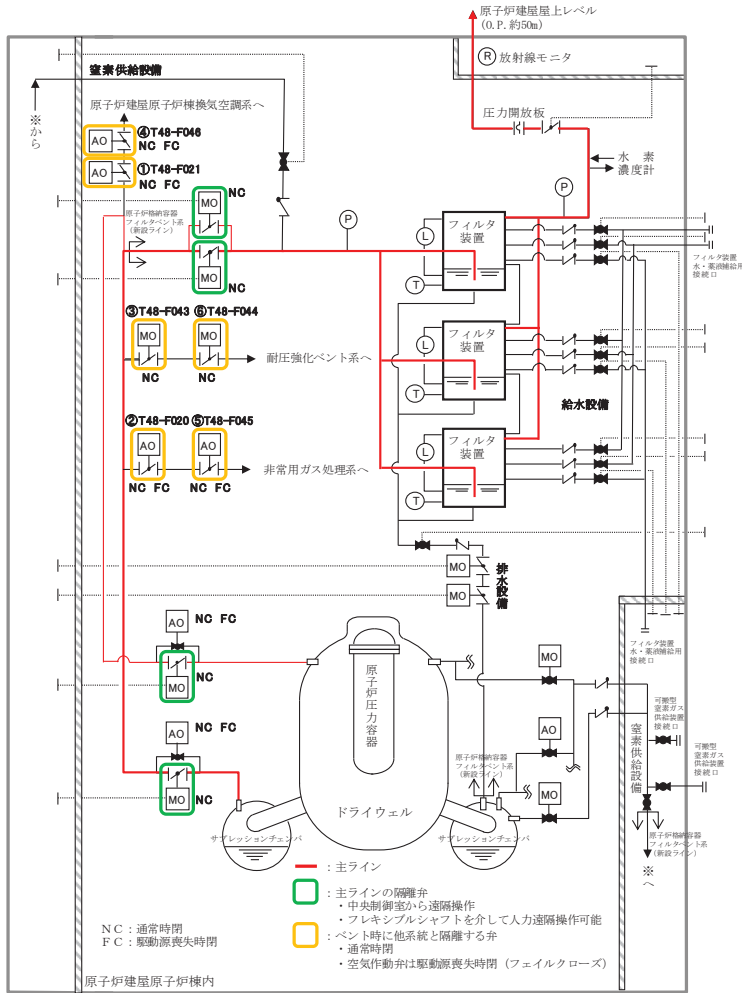 原子炉建屋屋上レベル
(O.P. 約50m)
R 放射線モニタ
窒素供給設備
原子炉建屋原子炉棟換気空調系へ
※から
圧力開放板
水素
濃度計
AO
④T48-F046
NC FC
AO
①T48-F021
NC FC
MO
NC
原子炉格納容器
フィルタベント系
(新設ライン)
MO
NC
P
P
L
T
フィルタ
装置
フィルタ装置
水・薬液補給用
接続口
③T48-F043
⑥T48-F044
MO
MO
NC
NC
耐圧強化ベント系へ
L
T
フィルタ
装置
給水設備
②T48-F020
⑤T48-F045
AO
AO
NC FC
NC FC
非常用ガス処理系へ
L
T
フィルタ
装置
MO
MO
排水設備
AO
NC FC
MO
NC
原子炉圧力容器
ドライウェル
MO
AO
MO
フィルタ装置
水・薬液補給用
接続口
可搬型
窒素ガス
供給装置
接続口
可搬型
窒素ガス
供給装置
接続口
窒素供給設備
AO
NC FC
MO
NC
原子炉格納容器
フィルタベント系
(新設ライン)
サプレッションチェンバ
サプレッションチェンバ
原子炉格納容器
フィルタベント系
(新設ライン)
※へ
：主ライン
：主ラインの隔離弁
・中央制御室から遠隔操作
・フレキシブルシャフトを介して人力遠隔操作可能
：ベント時に他系統と隔離する弁
・通常時閉
・空気作動弁は駆動源喪失時閉（フェイルクローズ）
NC：通常時閉
FC：駆動源喪失時閉
原子炉建屋原子炉棟内